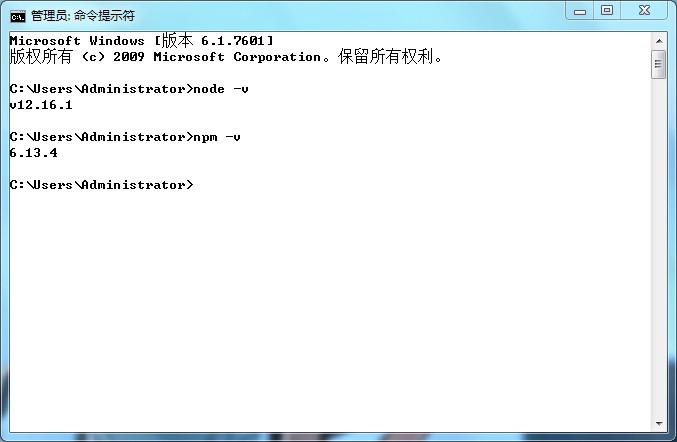 管理员: 命令提示符
Microsoft Windows [版本 6.1.7601]
版权所有 (c) 2009 Microsoft Corporation。保留所有权利。
C:\Users\Administrator>node -v
v12.16.1
C:\Users\Administrator>npm -v
6.13.4
C:\Users\Administrator>